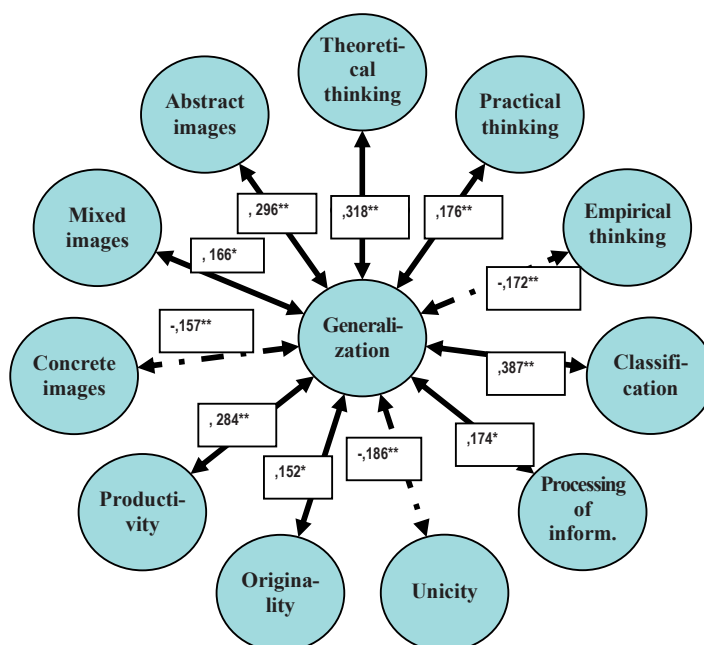 Theoreti-
cal
thinking
Abstract
images
Practical
thinking
Mixed
images
Empirical
thinking
, 296**
,318**
,176**
, 166*
-,172**
-,157**
Generali-
zation
Concrete
images
,387**
Classifi-
cation
, 284**
,152*
-,186**
,174*
Producti-
vity
Processing
of
inform.
Origina-
lity
Unicity